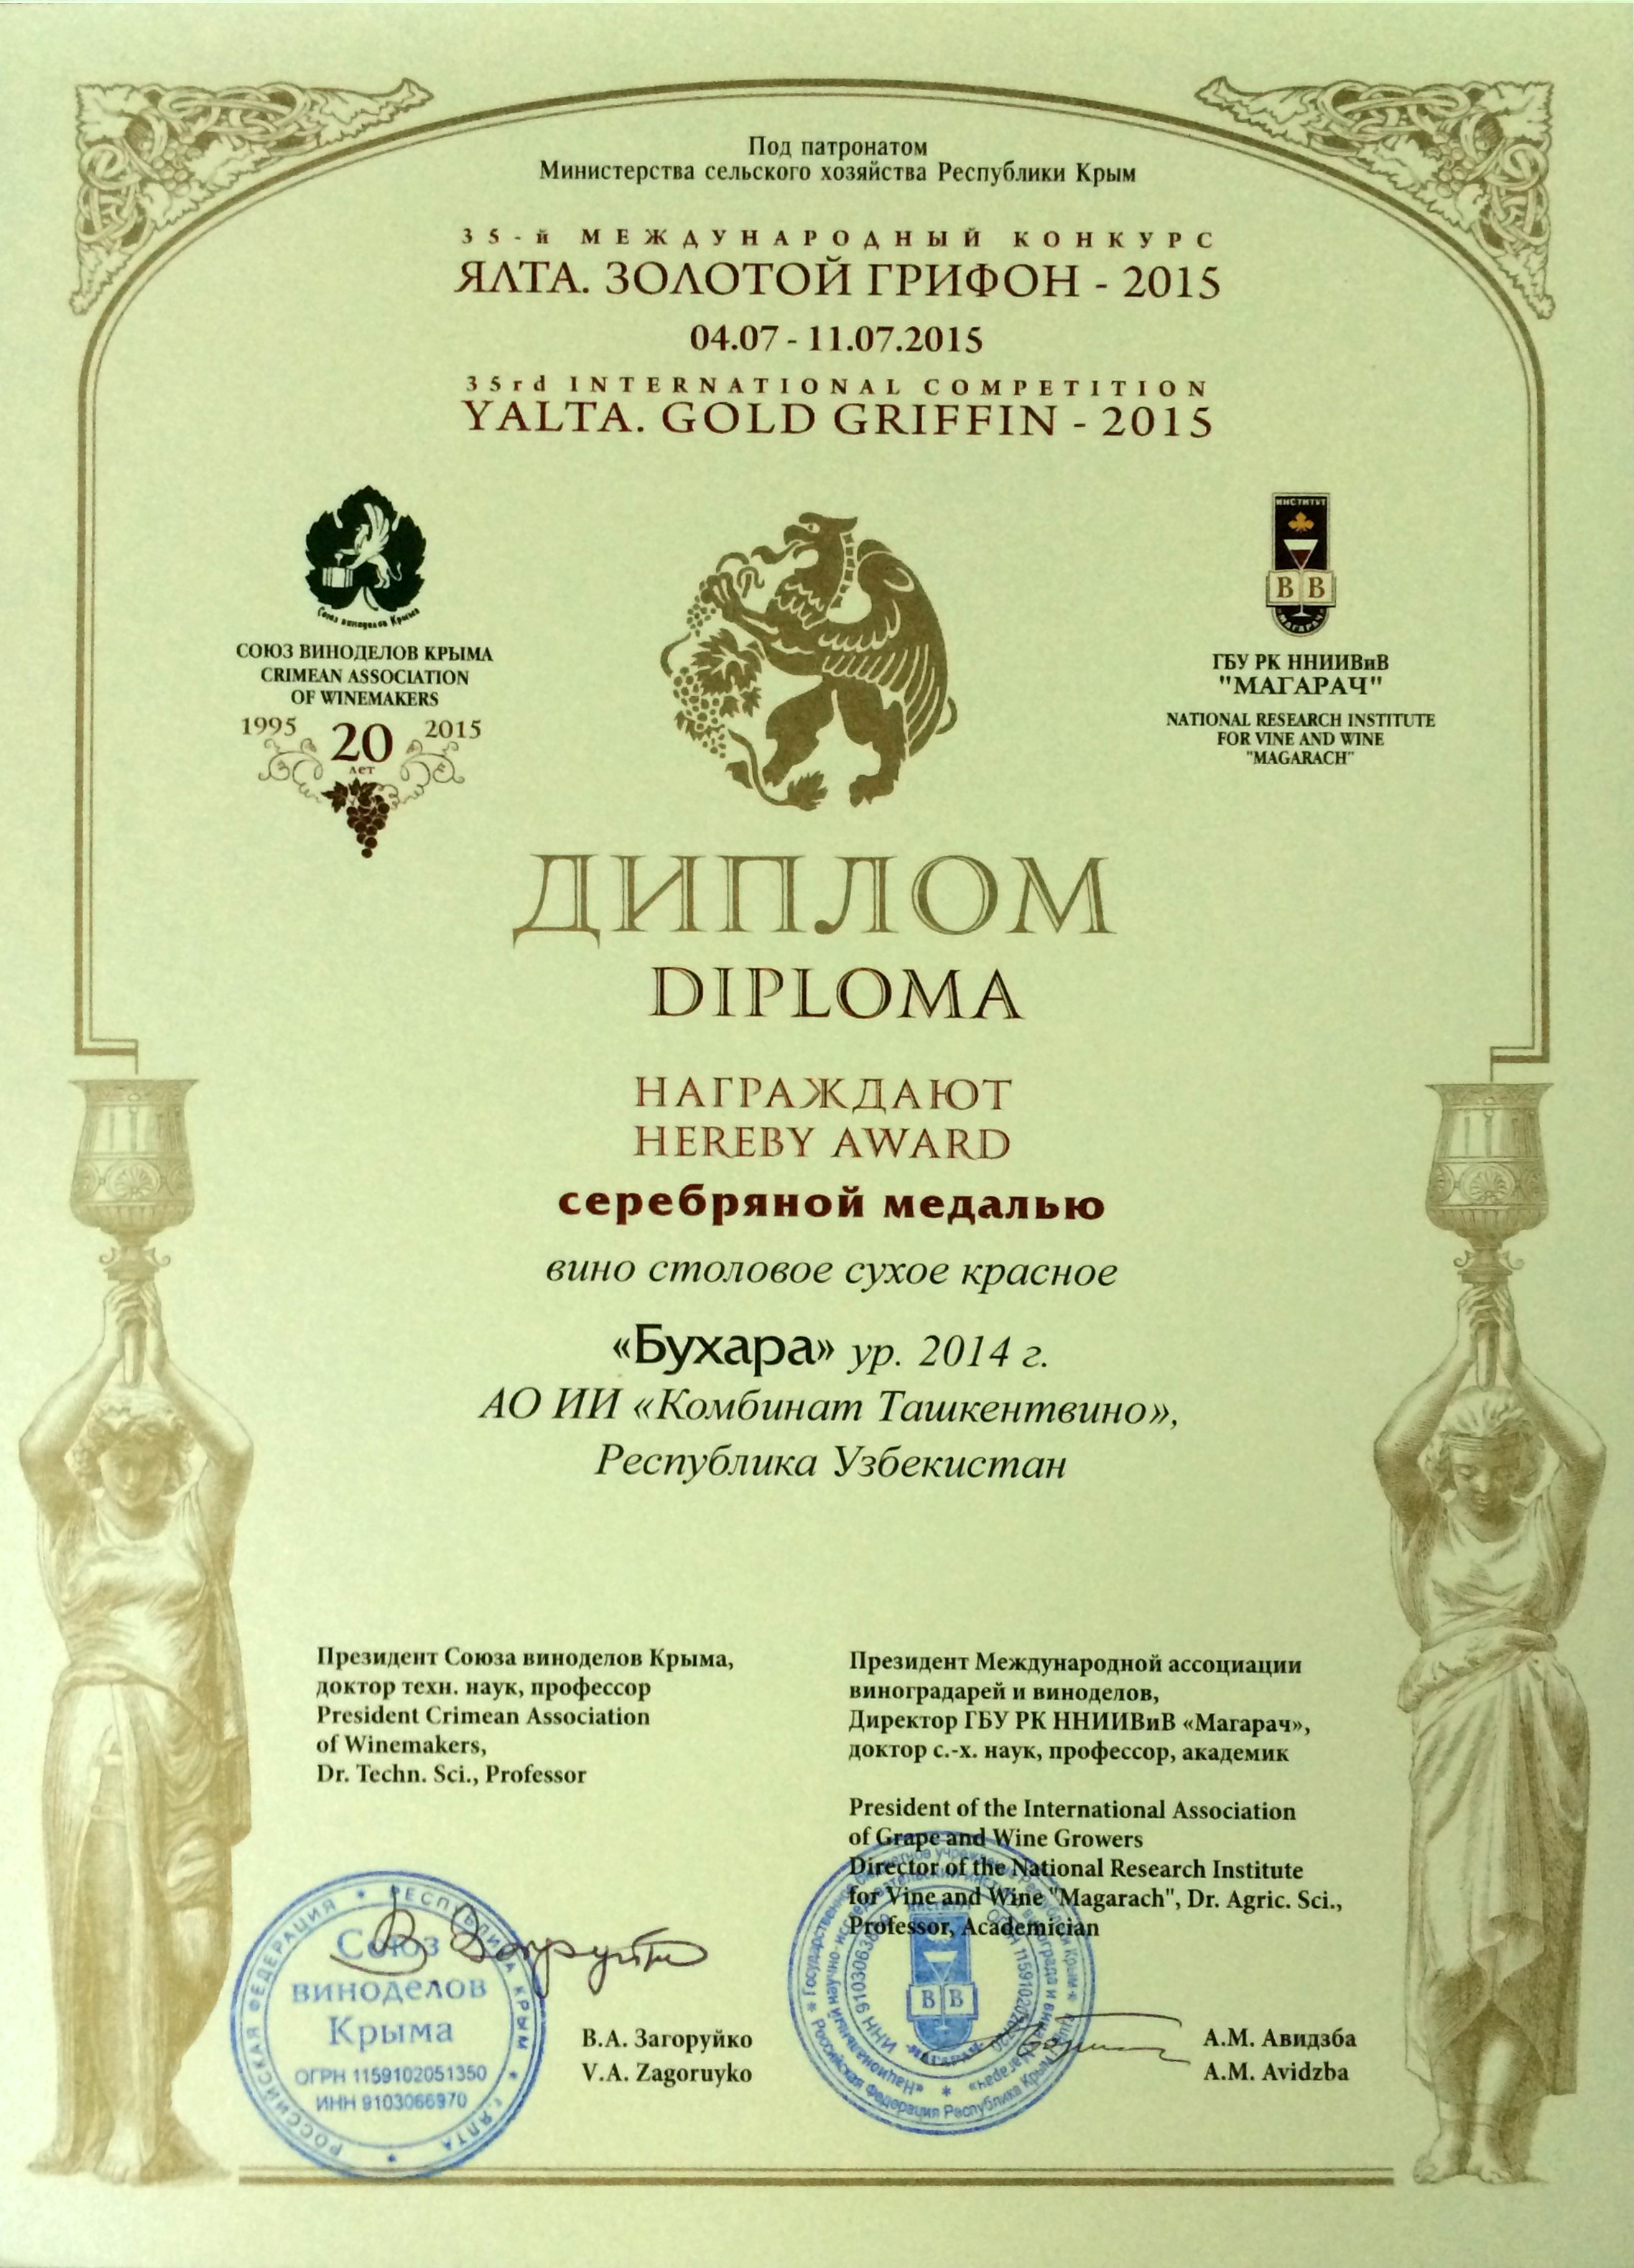 Под патронатом
Министерства сельского хозяйства Республики Крым
35-й МЕЖДУНАРОДНЫЙ КОНКУРС
ЯЛТА. ЗОЛОТОЙ ГРИФОН - 2015
04.07 - 11.07.2015
35rd INTERNATIONAL COMPETITION
YALTA. GOLD GRIFFIN - 2015
Союз виноделов Крыма
СОЮЗ ВИНОДЕЛОВ КРЫМА
CRIMEAN ASSOCIATION
OF WINEMAKERS
1995 20 2015
лет
ИНСТИТУТ
В В
МАГАРАЧ
ГБУ РК ННИИВиВ
"МАГАРАЧ"
NATIONAL RESEARCH INSTITUTE
FOR VINE AND WINE
"MAGARACH"
ДИПЛОМ
DIPLOMA
НАГРАЖДАЮТ
HEREBY AWARD
серебряной медалью
вино столовое сухое красное
«Бухара» ур. 2014 г.
АО ИИ «Комбинат Ташкентвино»,
Республика Узбекистан
Президент Союза виноделов Крыма,
доктор техн. наук, профессор
President Crimean Association
of Winemakers,
Dr. Techn. Sci., Professor
Президент Международной ассоциации
виноградарей и виноделов,
Директор ГБУ РК ННИИВиВ «Магарач»,
доктор с.-х. наук, профессор, академик
President of the International Association
of Grape and Wine Growers
Director of the National Research Institute
for Vine and Wine "Magarach", Dr. Agric. Sci.,
Professor, Academician
РОССИЙСКАЯ ФЕДЕРАЦИЯ * РЕСПУБЛИКА КРЫМ * г. ЯЛТА
Союз
виноделов
Крыма
ОГРН 1159102051350
ИНН 9103066970
В.А. Загоруйко
V.A. Zagoruyko
В В
МАГАРАЧ
Российская Федерация Республика Крым
А.М. Авидзба
A.M. Avidzba